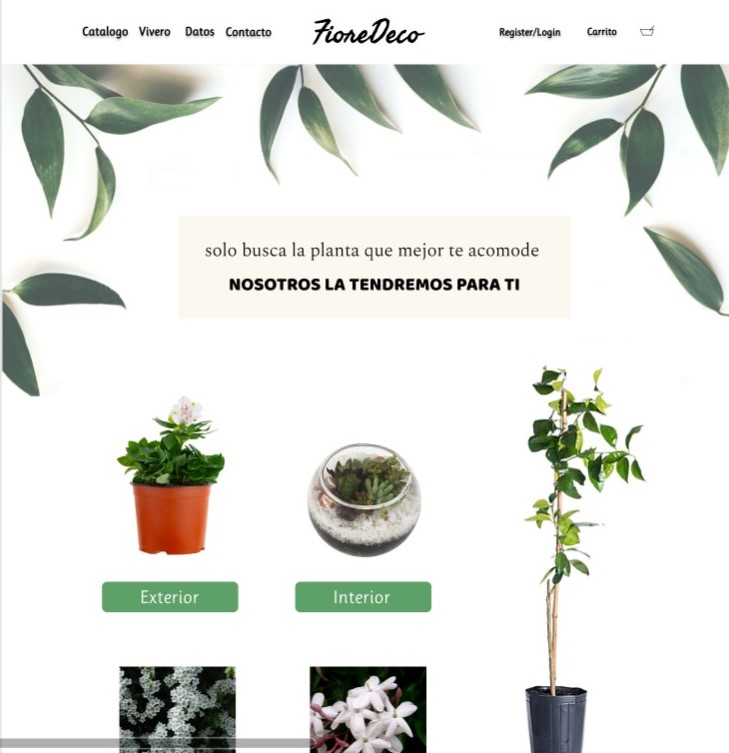 Catalogo Vivero Datos Contacto FioreDeco Register/Login Carrito
solo busca la planta que mejor te acomode
NOSOTROS LA TENDREMOS PARA TI
Exterior Interior